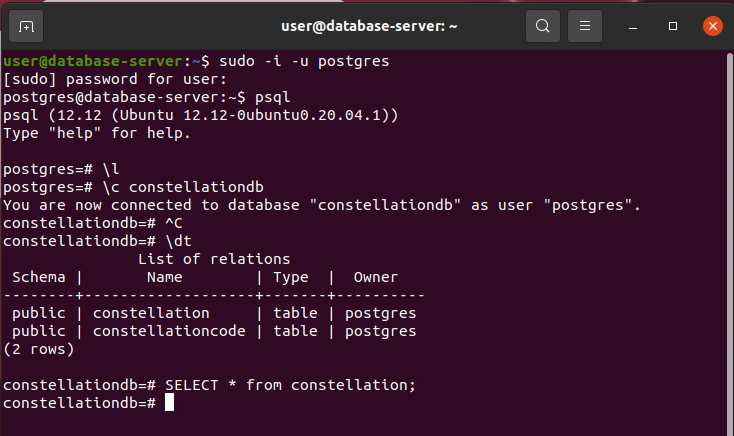 user@database-server: ~
user@database-server:~$ sudo -i -u postgres
[sudo] password for user:
postgres@database-server:~$ psql
psql (12.12 (Ubuntu 12.12-0ubuntu0.20.04.1))
Type "help" for help.

postgres=# \l
postgres=# \c constellationdb
You are now connected to database "constellationdb" as user "postgres".
constellationdb=# ^C
constellationdb=# \dt
              List of relations
 Schema |       Name        | Type  |  Owner
--------+-------------------+-------+----------
 public | constellation     | table | postgres
 public | constellationcode | table | postgres
(2 rows)

constellationdb=# SELECT * from constellation;
constellationdb=#